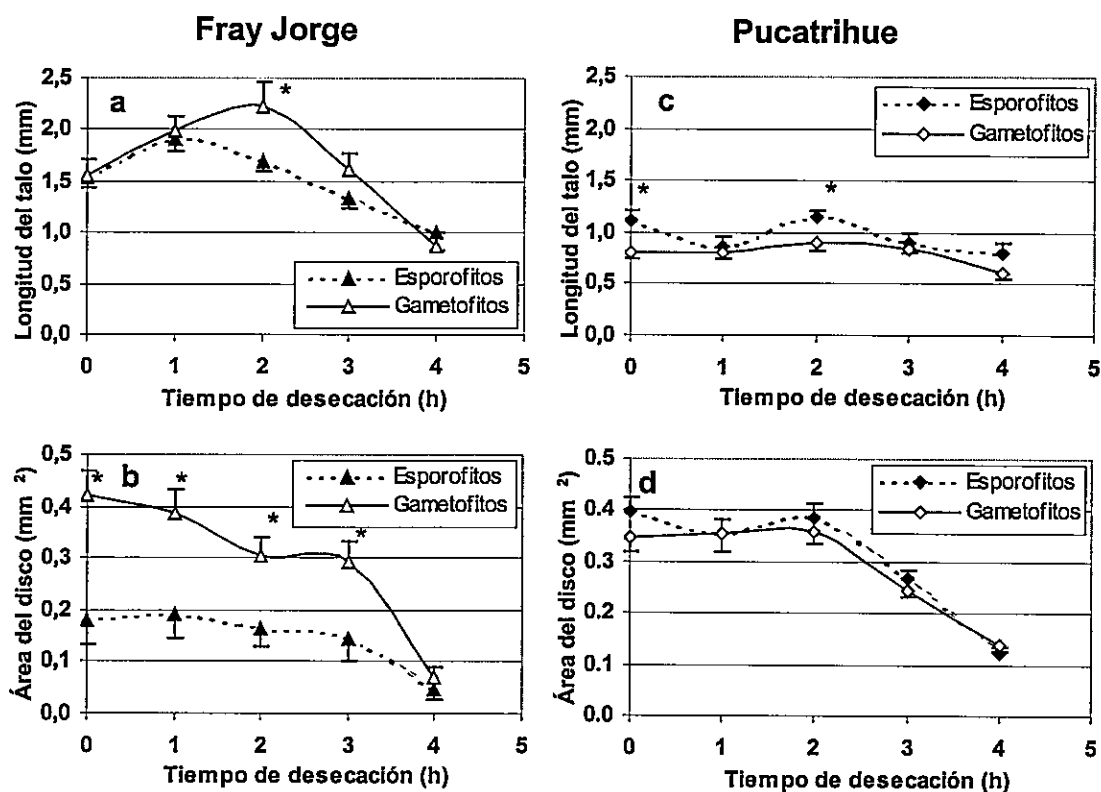 Fray Jorge
Pucatrihue
a
Longitud del talo (mm)
2,5
2,0
1,5
1,0
0,5
0,0
*
Esporofitos
Gametofitos
0 1 2 3 4 5
Tiempo de desecación (h)
c
Longitud del talo (mm)
2,5
2,0
1,5
1,0
0,5
0,0
* *
Esporofitos
Gametofitos
0 1 2 3 4 5
Tiempo de desecación (h)
b
Área del disco (mm ²)
0,5
0,4
0,3
0,2
0,1
0,0
* * * *
Esporofitos
Gametofitos
0 1 2 3 4 5
Tiempo de desecación (h)
d
Área del disco (mm ²)
0.5
0.4
0.3
0.2
0.1
0.0
Esporofitos
Gametofitos
0 1 2 3 4 5
Tiempo de desecación (h)